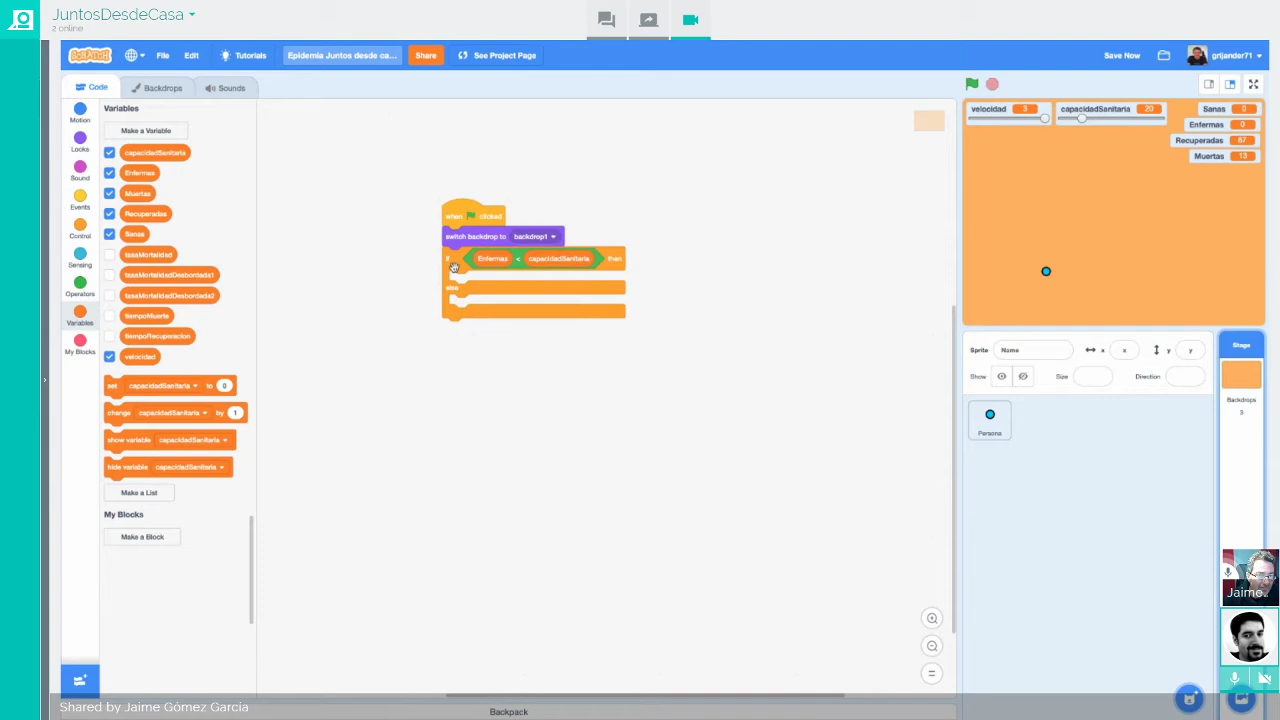 JuntosDesdeCasa
2 online
SCRATCH
File
Edit
Tutorials
Epidemia Juntos desde ca...
Share
See Project Page
Save Now
grijander71
Code
Backdrops
Sounds
Motion
Looks
Sound
Events
Control
Sensing
Operators
Variables
My Blocks
Variables
Make a Variable
capacidadSanitaria
Enfermas
Muertas
Recuperadas
Sanas
tasaMortalidad
tasaMortalidadDesbordada1
tasaMortalidadDesbordada2
tiempoMuerte
tiempoRecuperacion
velocidad
set capacidadSanitaria to 0
change capacidadSanitaria by 1
show variable capacidadSanitaria
hide variable capacidadSanitaria
Make a List
My Blocks
Make a Block
when clicked
switch backdrop to backdrop1
if Enfermas < capacidadSanitaria then
else
velocidad 3
capacidadSanitaria 20
Sanas 0
Enfermas 0
Recuperadas 87
Muertas 13
Sprite Name x x y y
Show Size Direction
Persona
Stage
Backdrops
3
Jaime...
Shared by Jaime Gómez García
Backpack